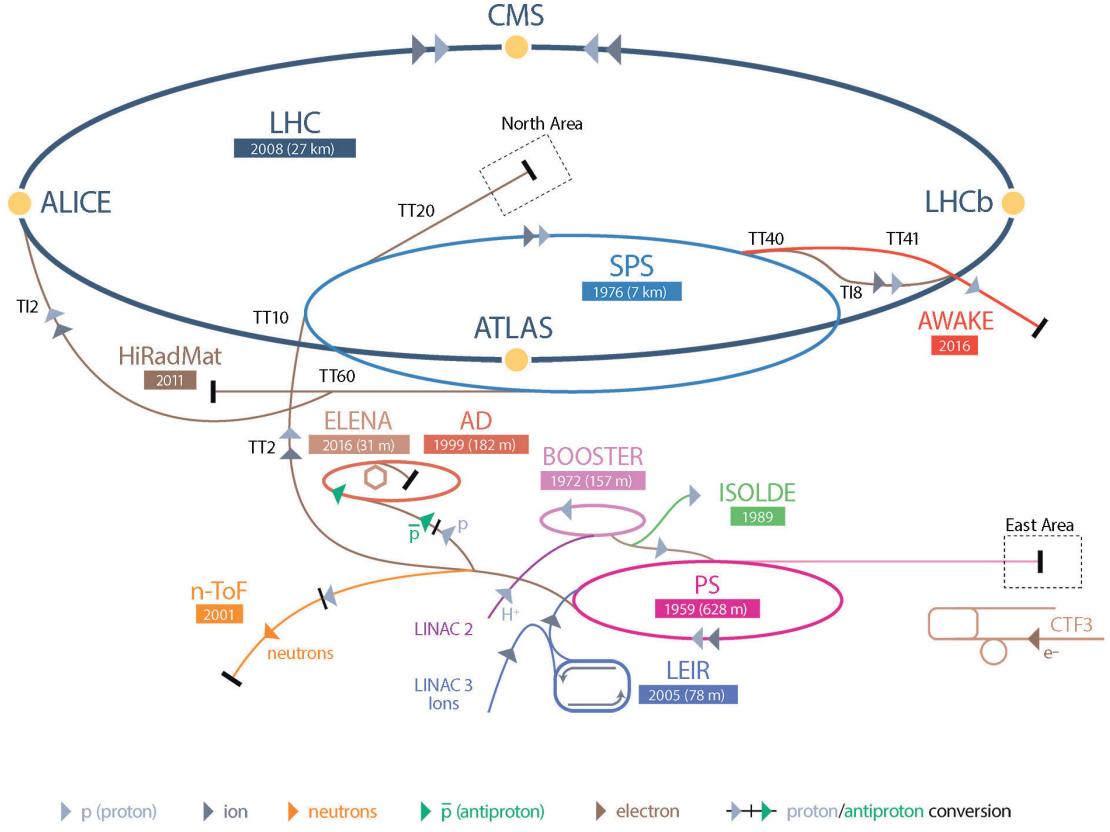 CMS
LHC
2008 (27 km)
North Area
ALICE
LHCb
TT20
TT40
TT41
SPS
1976 (7 km)
TI8
TI2
TT10
ATLAS
AWAKE
2016
HiRadMat
2011
TT60
ELENA
2016 (31 m)
AD
1999 (182 m)
TT2
BOOSTER
1972 (157 m)
ISOLDE
1989
p̅
p
East Area
n-ToF
2001
PS
1959 (628 m)
H⁺
LINAC 2
neutrons
CTF3
e⁻
LEIR
2005 (78 m)
LINAC 3
Ions
p (proton)
ion
neutrons
p̅ (antiproton)
electron
proton/antiproton conversion